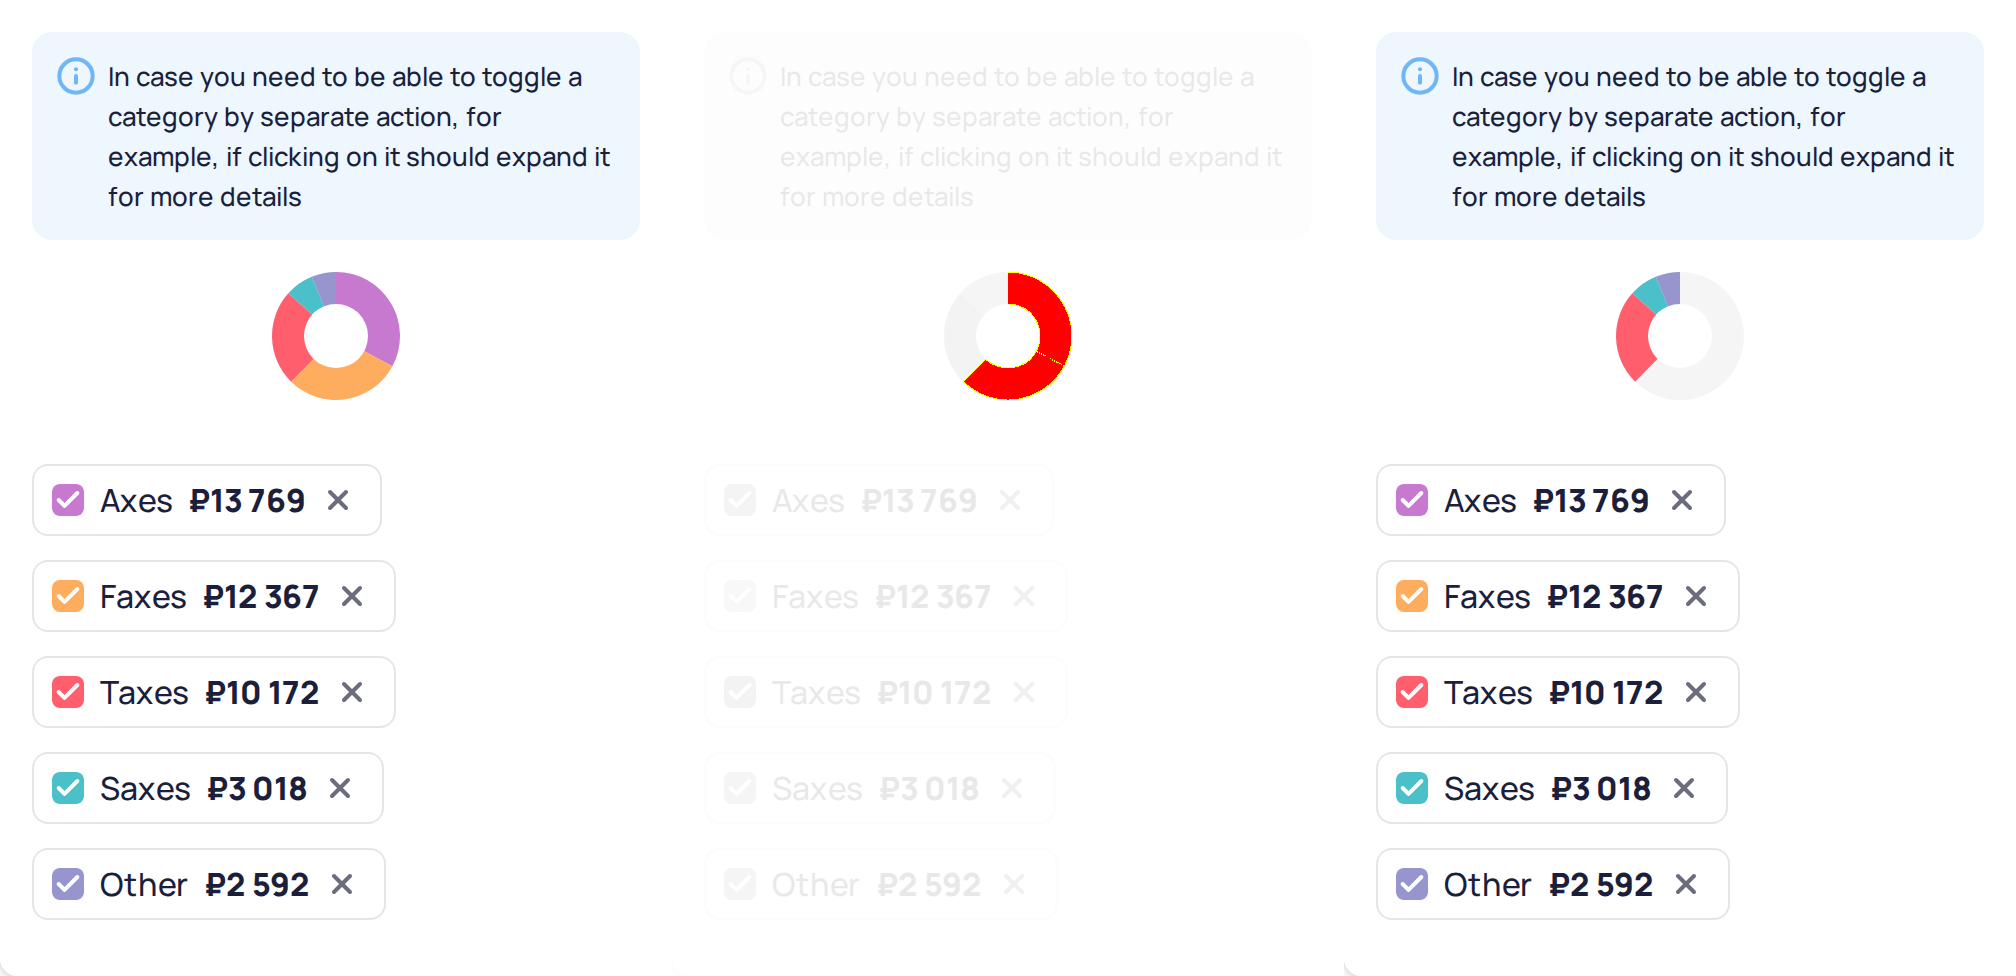 In case you need to be able to toggle a
category by separate action, for
example, if clicking on it should expand it
for more details
Axes ₽13 769
Faxes ₽12 367
Taxes ₽10 172
Saxes ₽3 018
Other ₽2 592
In case you need to be able to toggle a
category by separate action, for
example, if clicking on it should expand it
for more details
Axes ₽13 769
Faxes ₽12 367
Taxes ₽10 172
Saxes ₽3 018
Other ₽2 592
In case you need to be able to toggle a
category by separate action, for
example, if clicking on it should expand it
for more details
Axes ₽13 769
Faxes ₽12 367
Taxes ₽10 172
Saxes ₽3 018
Other ₽2 592